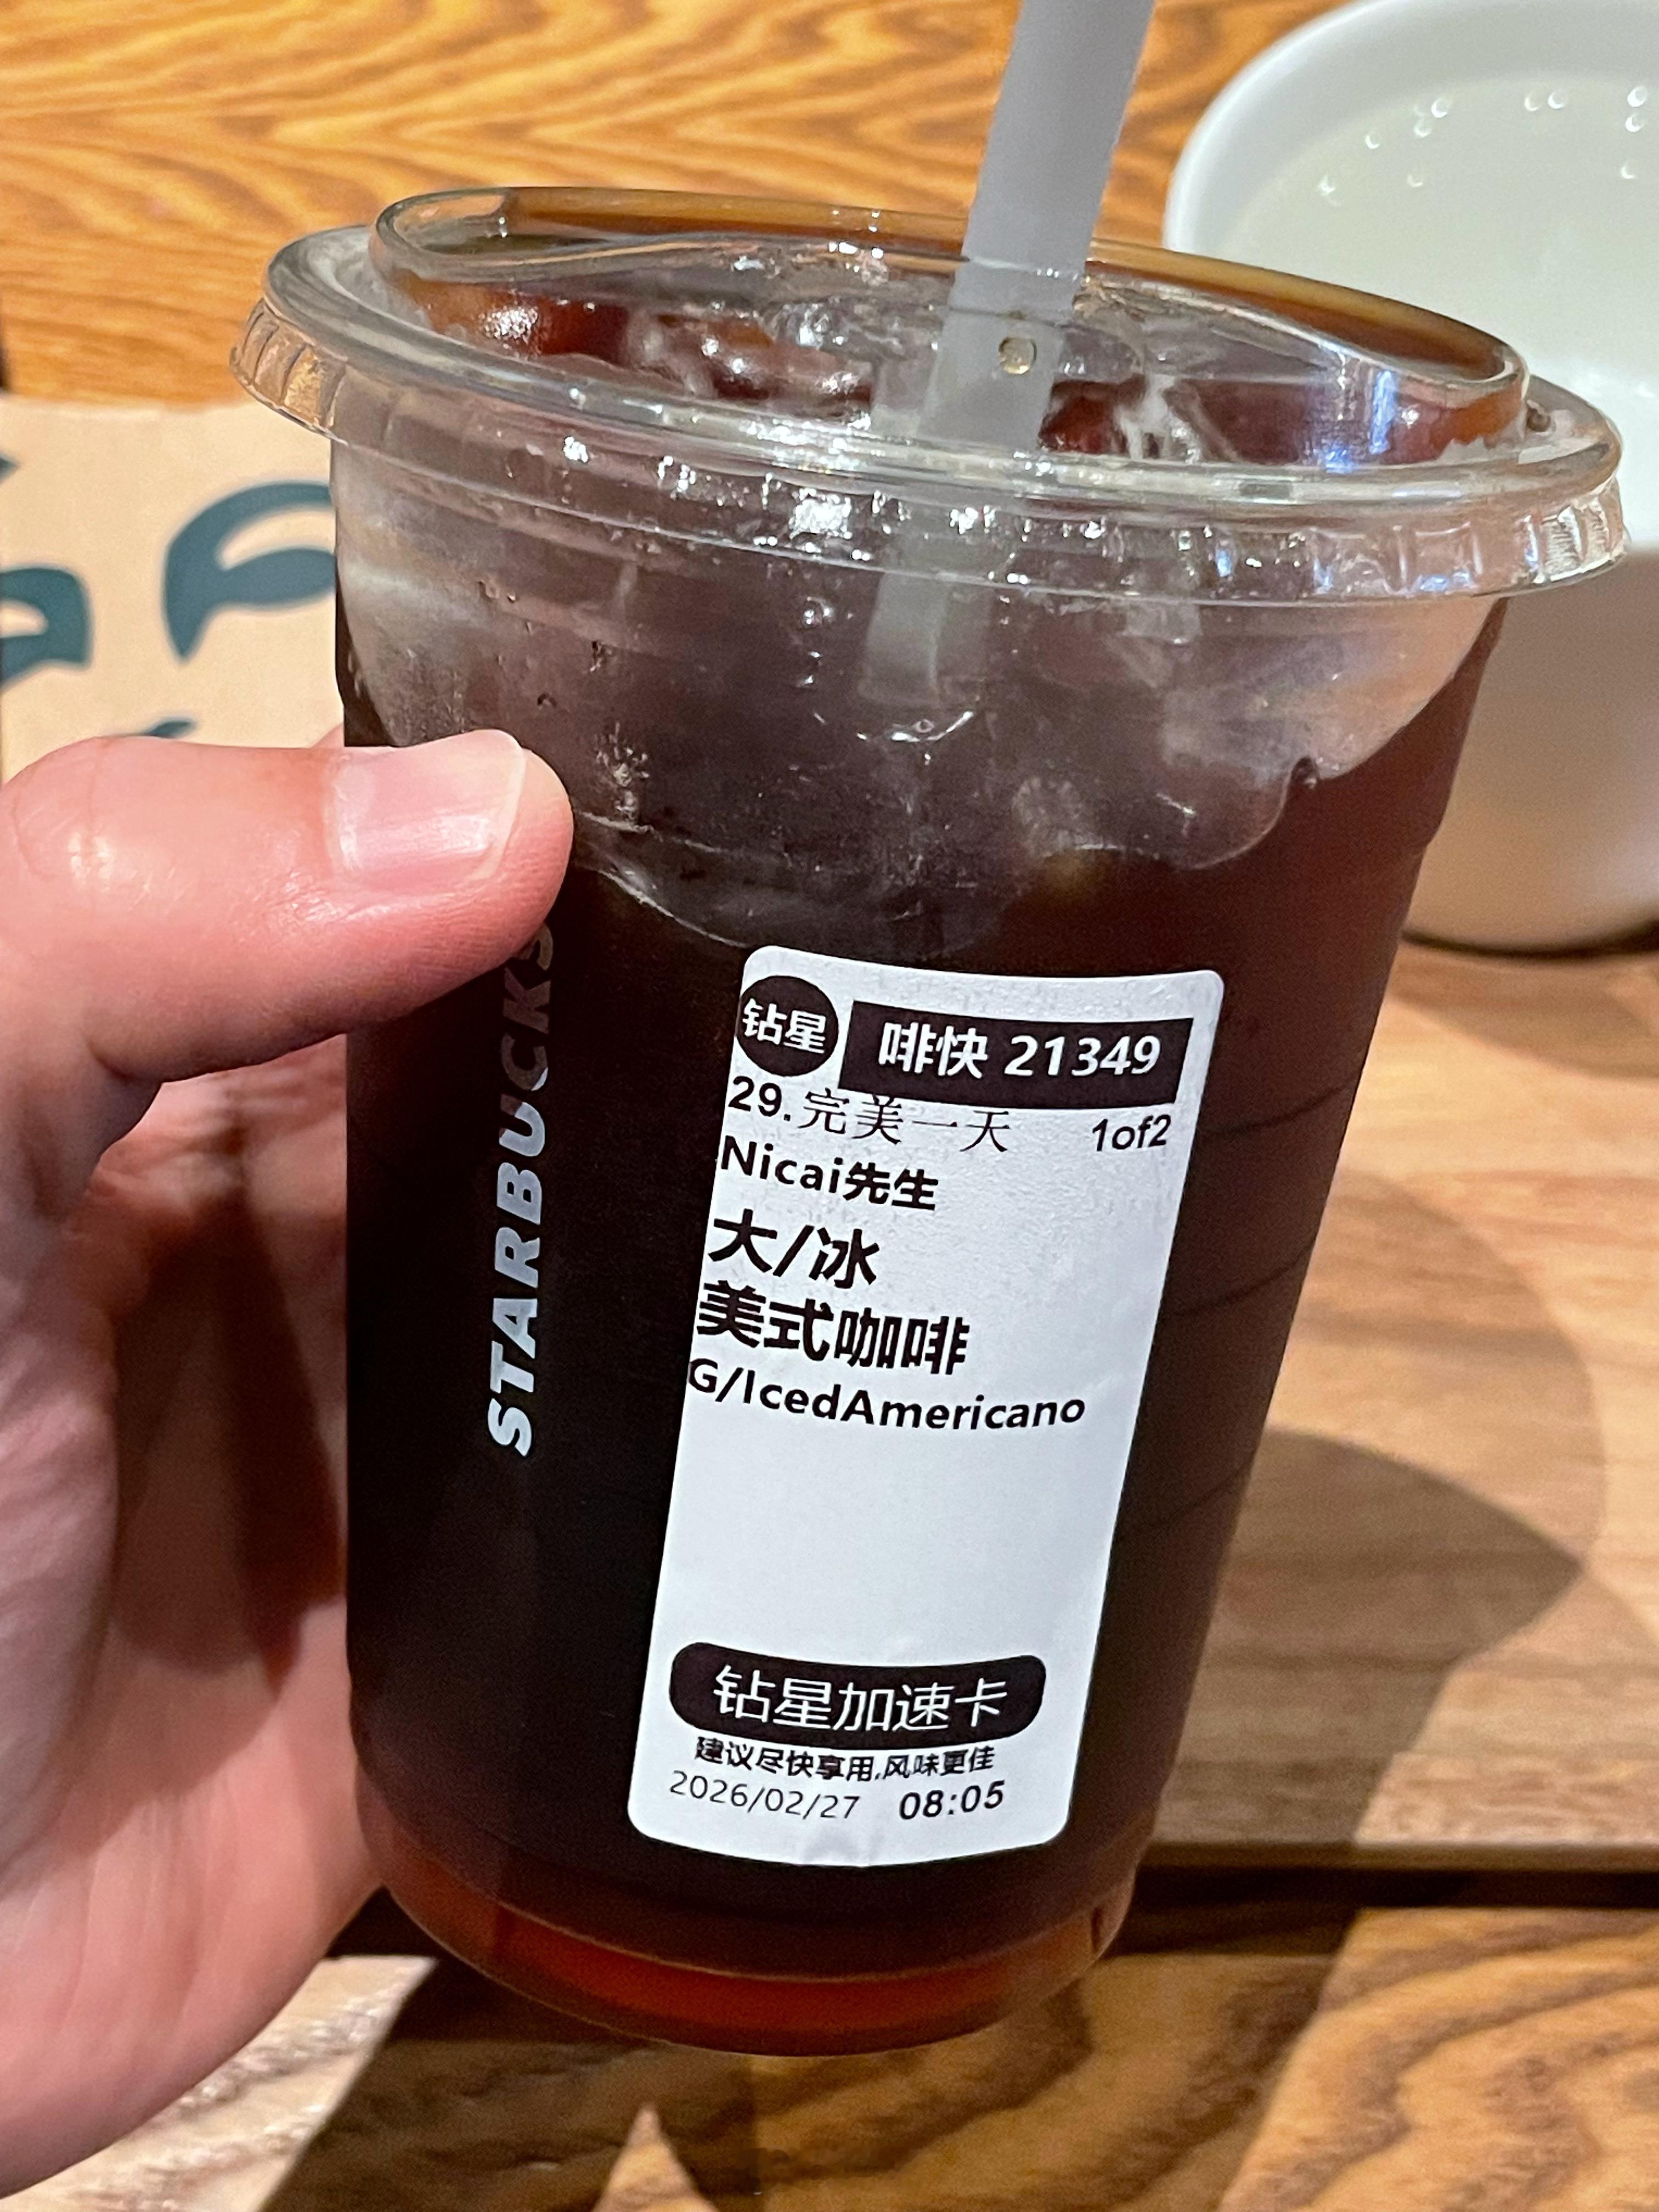 STARBUCKS
钻星
啡快 21349
29.完美一天 1of2
Nicai先生
大/冰
美式咖啡
G/IcedAmericano
钻星加速卡
建议尽快享用,风味更佳
2026/02/27 08:05